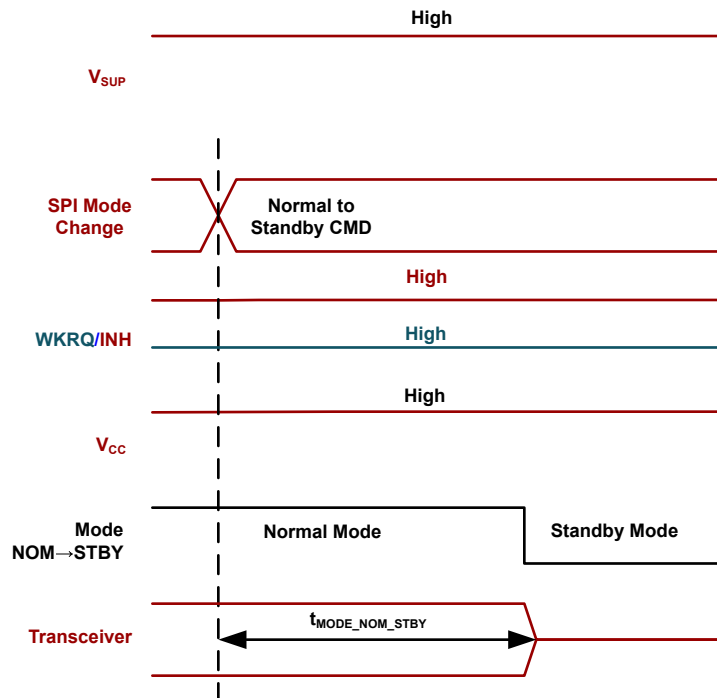 High
VSUP
SPI Mode
Change
Normal to
Standby CMD
High
WKRQ/INH
High
High
VCC
Mode
NOM→STBY
Normal Mode
Standby Mode
Transceiver
tMODE_NOM_STBY